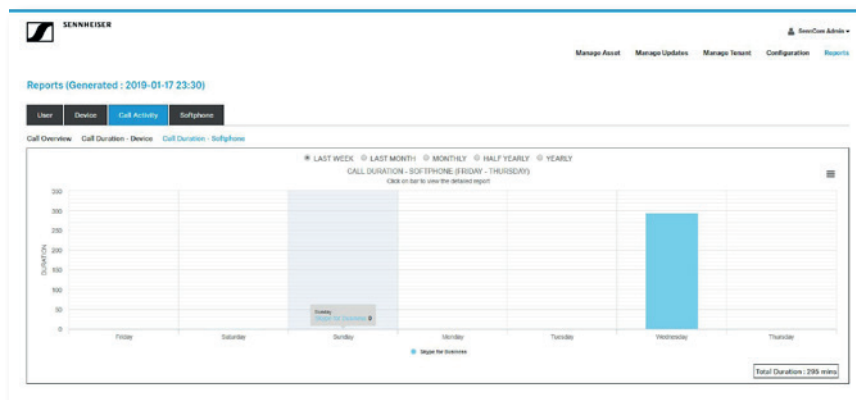 SENNHEISER
SennCom Admin
Manage Asset Manage Updates Manage Tenant Configuration Reports
Reports (Generated : 2019-01-17 23:30)
User Device Call Activity Softphone
Call Overview Call Duration - Device Call Duration - Softphone
LAST WEEK LAST MONTH MONTHLY HALF YEARLY YEARLY
CALL DURATION - SOFTPHONE (FRIDAY - THURSDAY)
Click on bar to view the detailed report
DURATION
350
300
250
200
150
100
50
0
Sunday
Skype for Business: 0
Friday Saturday Sunday Monday Tuesday Wednesday Thursday
Skype for Business
Total Duration : 295 mins